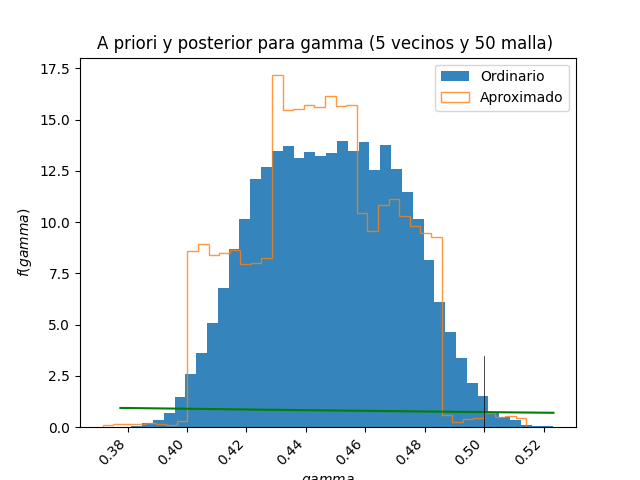 A priori y posterior para gamma (5 vecinos y 50 malla)
Ordinario
Aproximado
17.5
15.0
12.5
10.0
7.5
5.0
2.5
0.0
f(gamma)
0.38 0.40 0.42 0.44 0.46 0.48 0.50 0.52
gamma